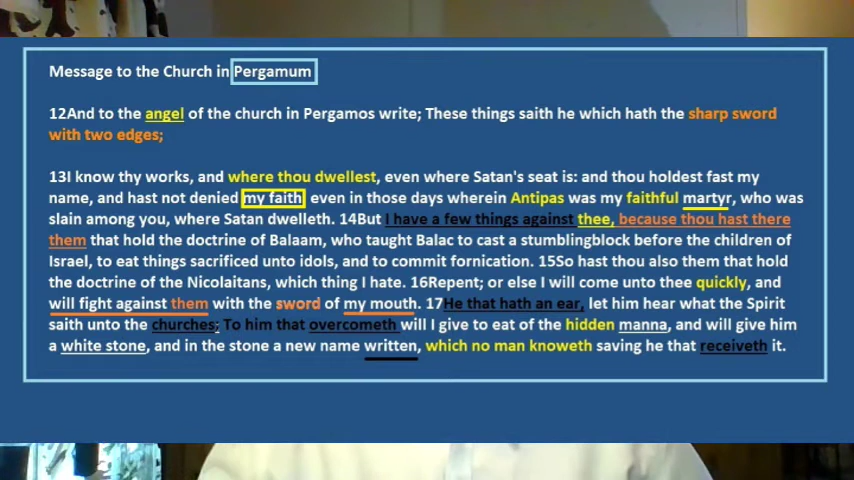 Message to the Church in Pergamum
12And to the angel of the church in Pergamos write; These things saith he which hath the sharp sword
with two edges;
13I know thy works, and where thou dwellest, even where Satan's seat is: and thou holdest fast my
name, and hast not denied my faith even in those days wherein Antipas was my faithful martyr, who was
slain among you, where Satan dwelleth. 14But I have a few things against thee, because thou hast there
them that hold the doctrine of Balaam, who taught Balac to cast a stumblingblock before the children of
Israel, to eat things sacrificed unto idols, and to commit fornication. 15So hast thou also them that hold
the doctrine of the Nicolaitans, which thing I hate. 16Repent; or else I will come unto thee quickly, and
will fight against them with the sword of my mouth. 17He that hath an ear, let him hear what the Spirit
saith unto the churches; To him that overcometh will I give to eat of the hidden manna, and will give him
a white stone, and in the stone a new name written, which no man knoweth saving he that receiveth it.